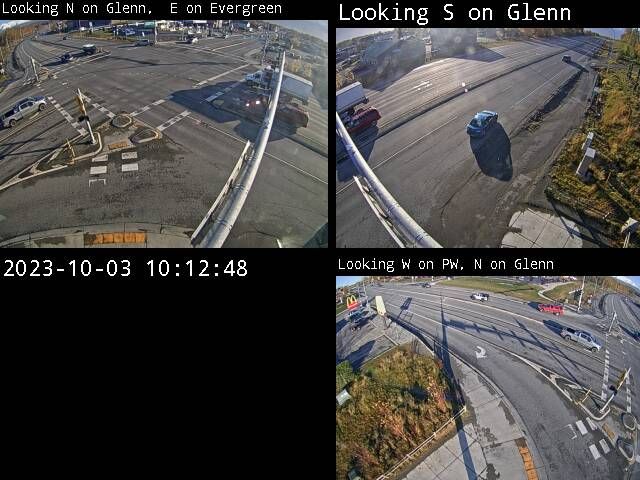 Looking N on Glenn, E on Evergreen
Looking S on Glenn
2023-10-03 10:12:48
Looking W on PW, N on Glenn